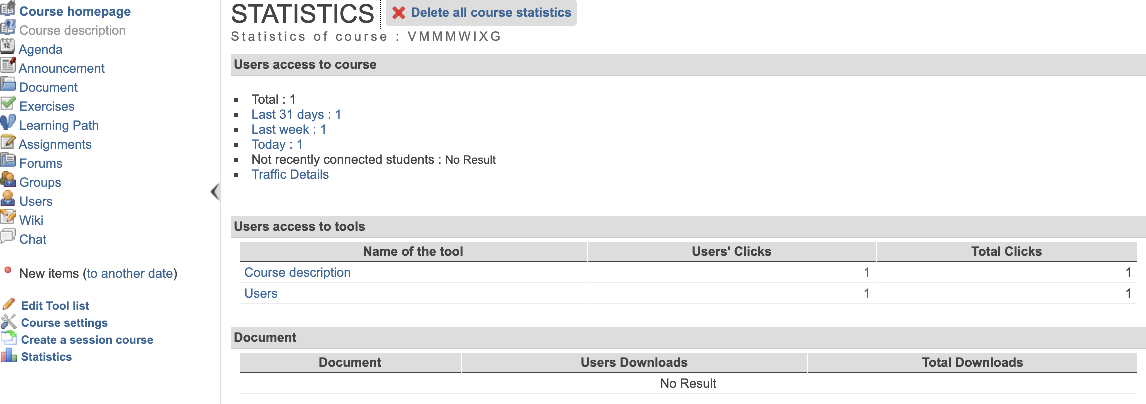 Course homepage
Course description
Agenda
Announcement
Document
Exercises
Learning Path
Assignments
Forums
Groups
Users
Wiki
Chat
New items (to another date)
Edit Tool list
Course settings
Create a session course
Statistics
STATISTICS
Delete all course statistics
Statistics of course : VMMMWIXG
Users access to course
Total : 1
Last 31 days : 1
Last week : 1
Today : 1
Not recently connected students : No Result
Traffic Details
Users access to tools
Name of the tool Users' Clicks Total Clicks
Course description 1 1
Users 1 1
Document
Document Users Downloads Total Downloads
No Result